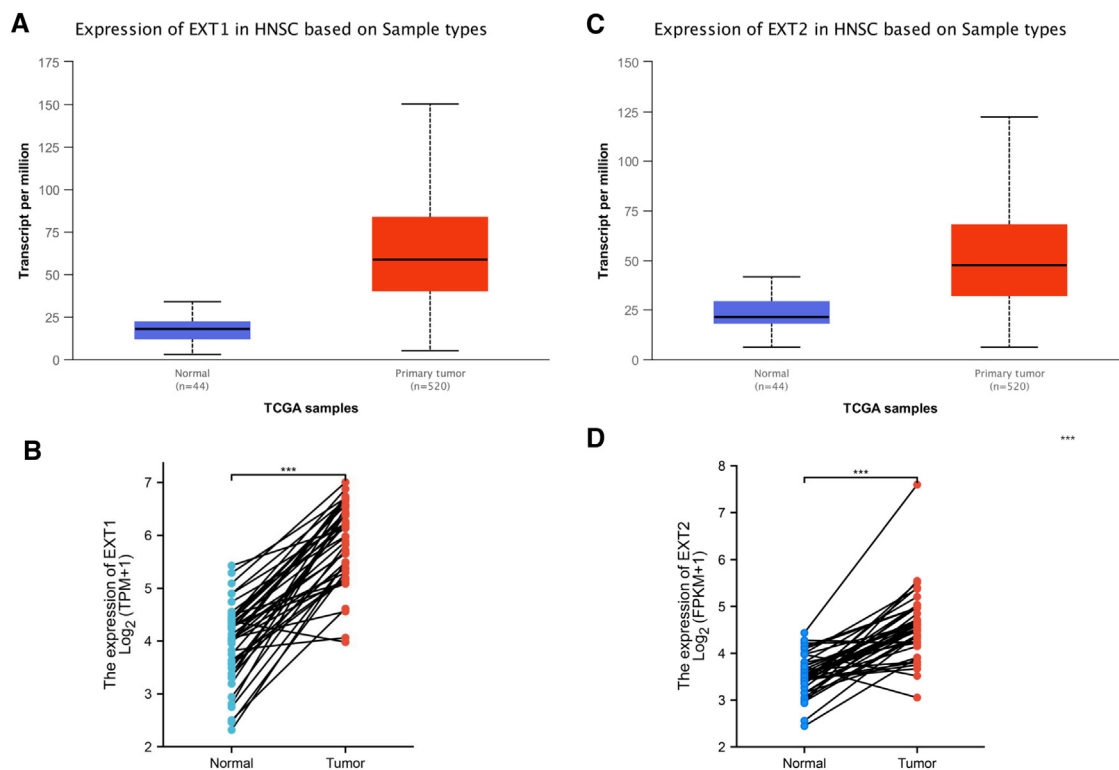 A
Expression of EXT1 in HNSC based on Sample types
175
150
125
100
75
50
25
0
Transcript per million
Normal
(n=44)
Primary tumor
(n=520)
TCGA samples
C
Expression of EXT2 in HNSC based on Sample types
150
125
100
75
50
25
0
Transcript per million
Normal
(n=44)
Primary tumor
(n=520)
TCGA samples
B
***
7
6
5
4
3
2
The expression of EXT1
Log2 (TPM+1)
Normal
Tumor
D
***
***
8
7
6
5
4
3
2
The expression of EXT2
Log2 (FPKM+1)
Normal
Tumor